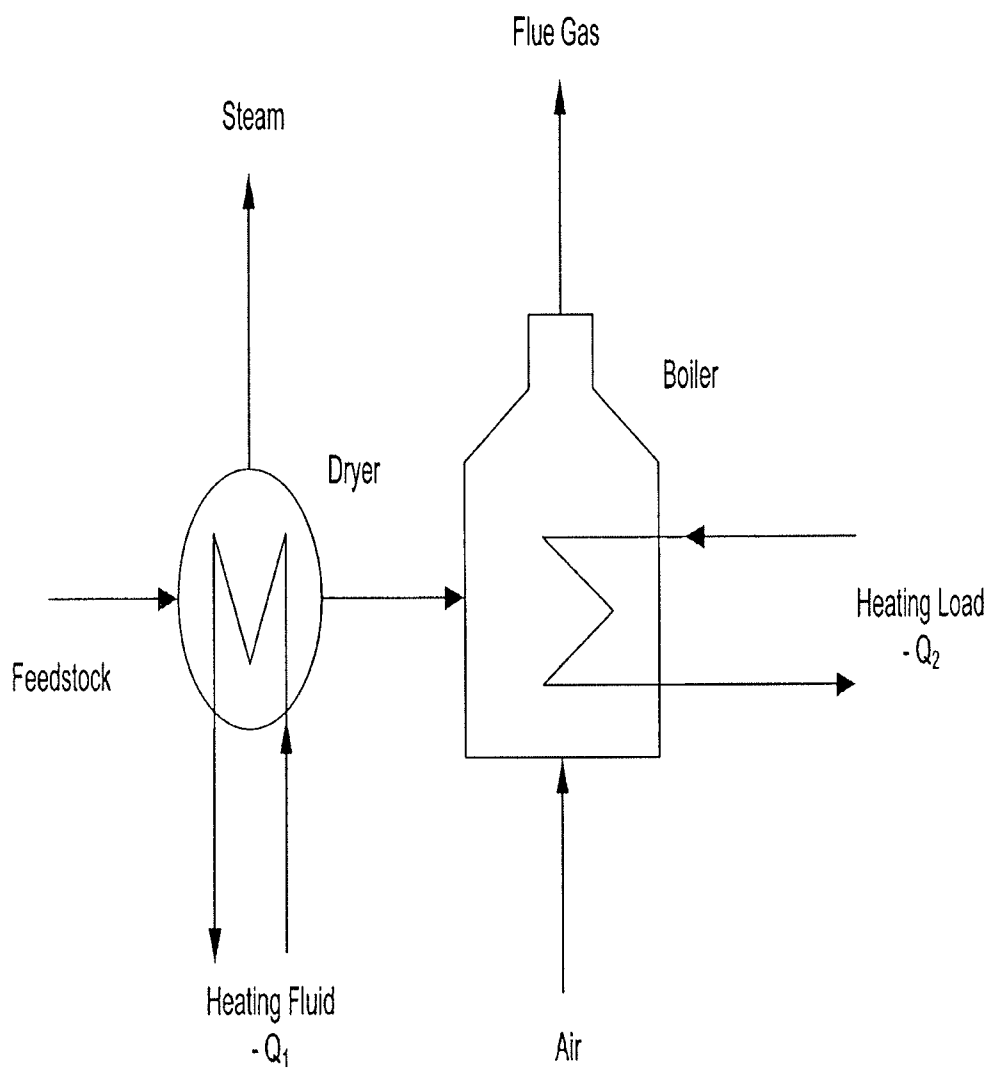 Flue Gas
Steam
Boiler
Dryer
Heating Load
- Q₂
Feedstock
Heating Fluid
- Q₁
Air